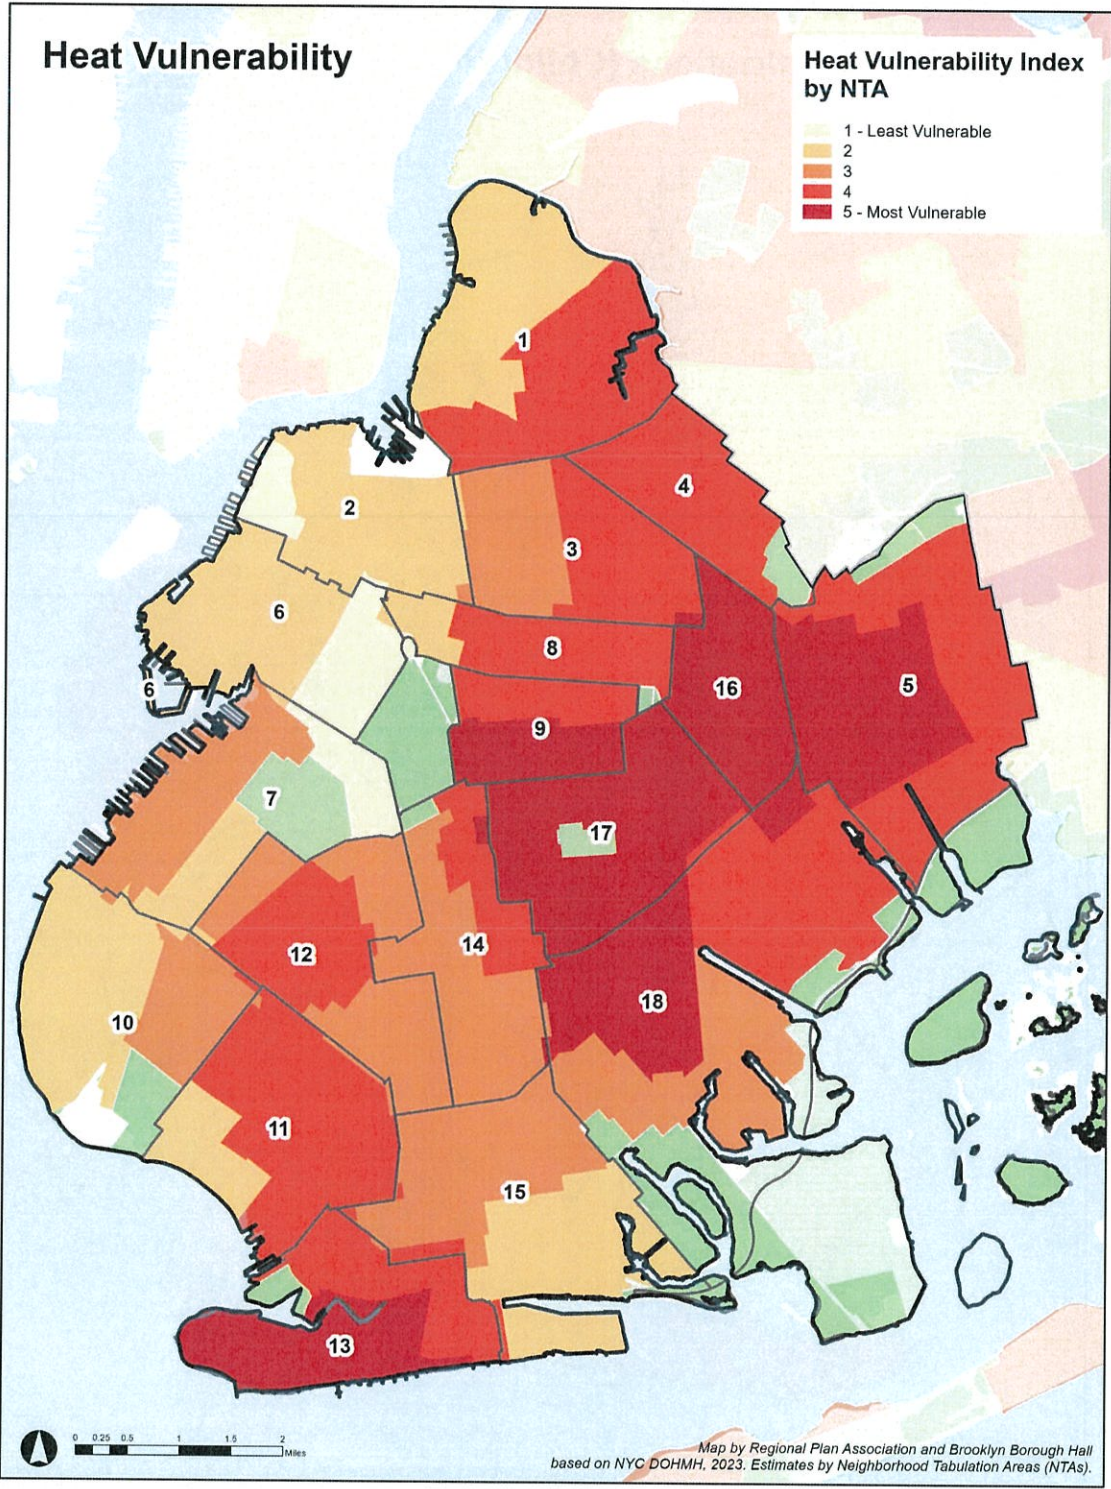 Heat Vulnerability
Heat Vulnerability Index
by NTA
1 - Least Vulnerable
2
3
4
5 - Most Vulnerable
1
4
2
3
6
8
6
16
5
9
7
17
14
12
18
10
11
15
13
0 0.25 0.5 1 1.5 2
Miles
Map by Regional Plan Association and Brooklyn Borough Hall
based on NYC DOHMH, 2023. Estimates by Neighborhood Tabulation Areas (NTAs).